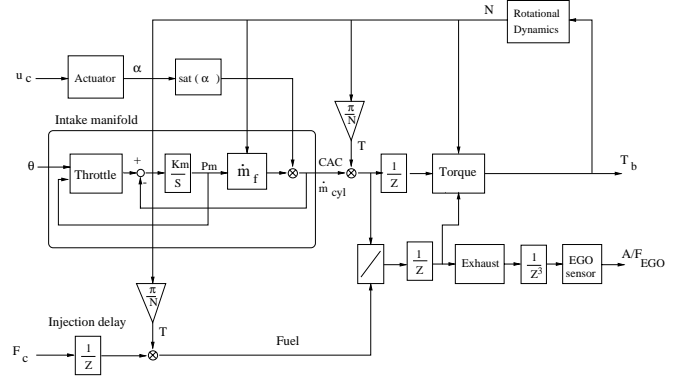 N
Rotational
Dynamics
u c
Actuator
α
sat ( α )
Intake manifold
π
N
T
θ
Throttle
+
-
Km
S
Pm
ṁ f
CAC
ṁ cyl
1
Z
Torque
T b
1
Z
Exhaust
1
Z³
EGO
sensor
A/F EGO
π
N
T
Injection delay
F c
1
Z
Fuel